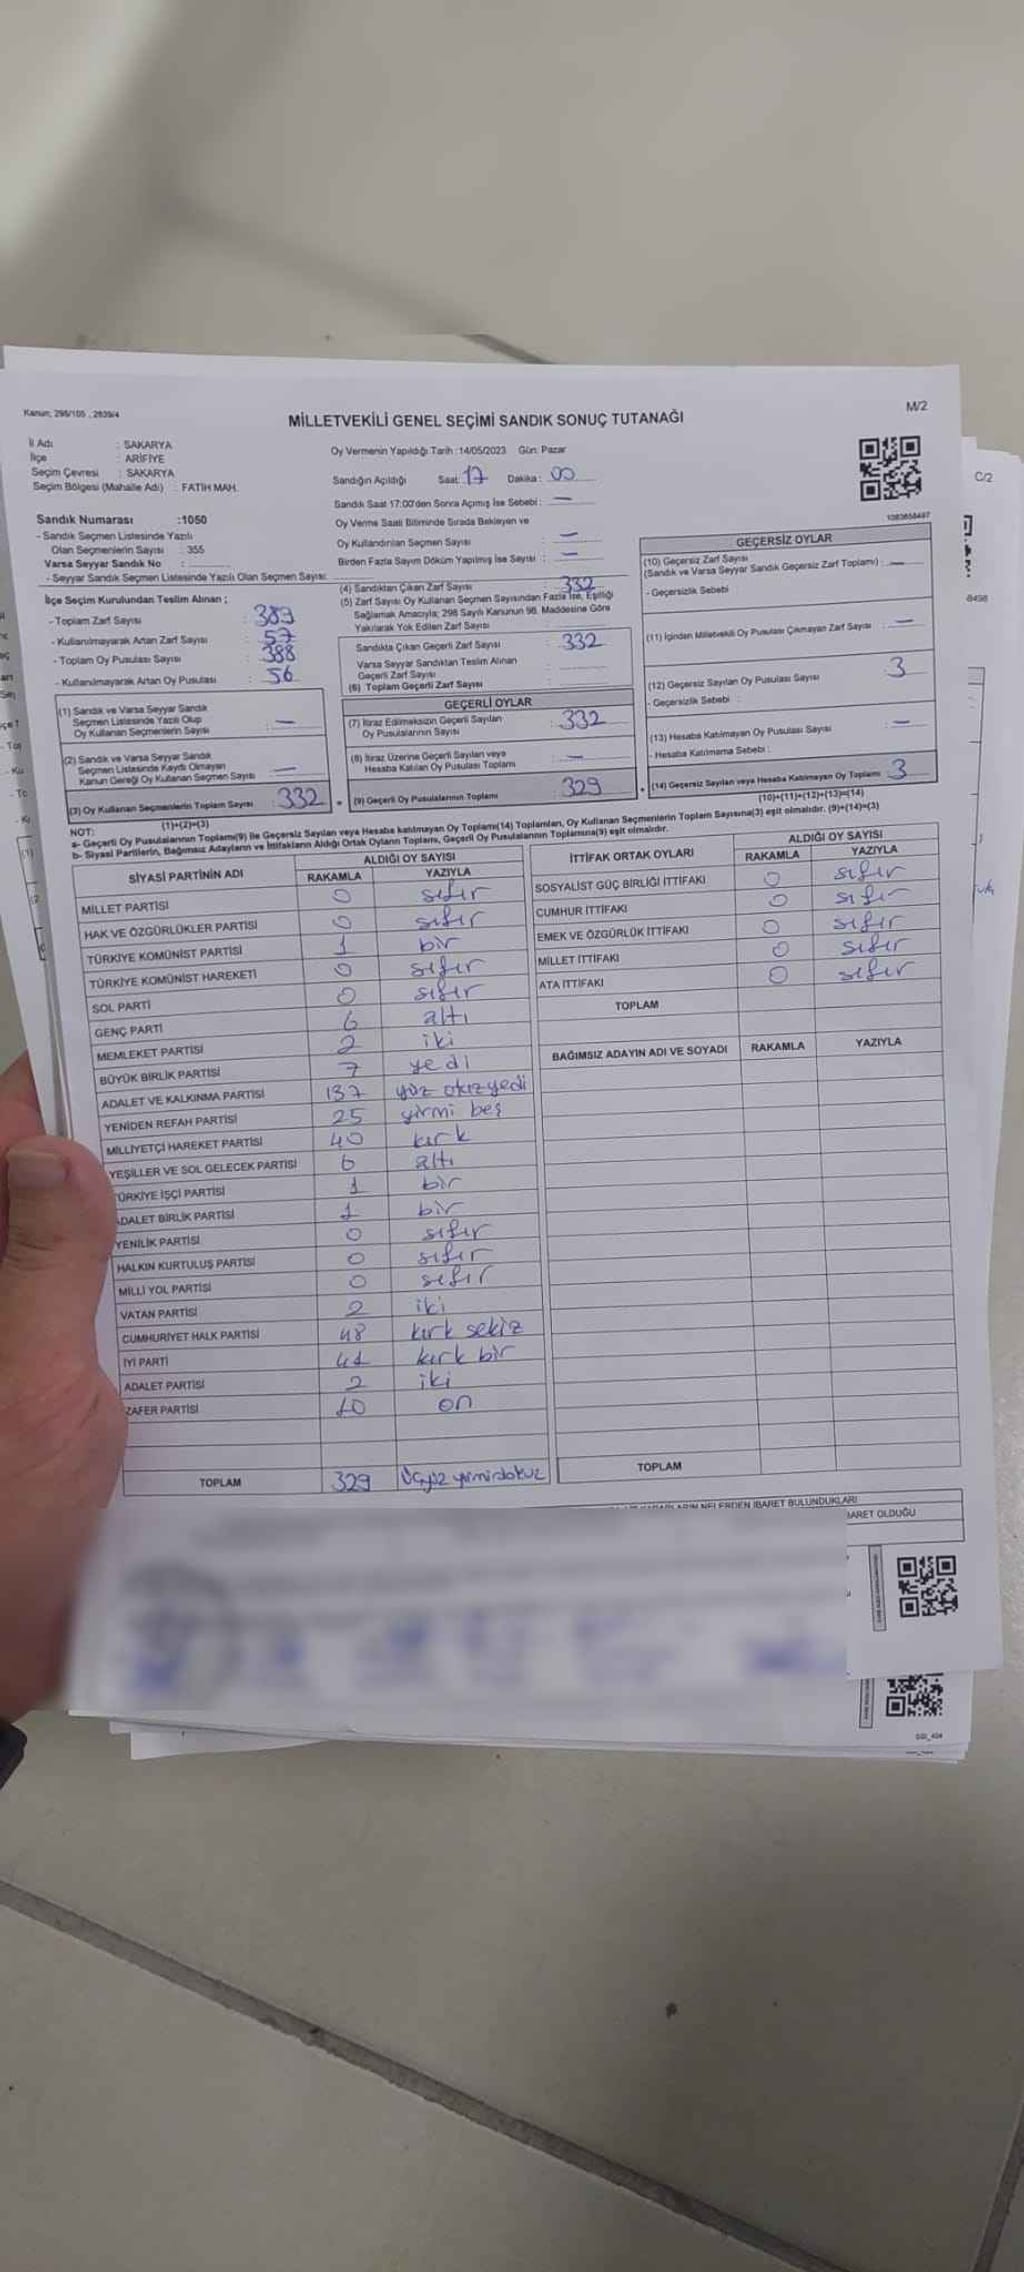 Kanun; 298/105 , 2839/4
M/2
MİLLETVEKİLİ GENEL SEÇİMİ SANDIK SONUÇ TUTANAĞI
C/2
İl Adı : SAKARYA
İlçe : ARİFİYE
Seçim Çevresi : SAKARYA
Seçim Bölgesi (Mahalle Adı) : FATİH MAH.
Oy Vermenin Yapıldığı Tarih :14/05/2023 Gün: Pazar
Sandığın Açıldığı Saat: 17 Dakika: 00
Sandık Saat 17:00'den Sonra Açımış İse Sebebi : —
Oy Verme Saati Bitiminde Sırada Bekleyen ve
Oy Kullandırılan Seçmen Sayısı : —
Birden Fazla Sayım Döküm Yapılmış İse Sayısı : —
Sandık Numarası :1050
- Sandık Seçmen Listesinde Yazılı
Olan Seçmenlerin Sayısı : 355
Varsa Seyyar Sandık No :
- Seyyar Sandık Seçmen Listesinde Yazılı Olan Seçmen Sayısı:
İlçe Seçim Kurulundan Teslim Alınan ;
- Toplam Zarf Sayısı : 389
- Kullanılmayarak Artan Zarf Sayısı : 57
- Toplam Oy Pusulası Sayısı : 388
- Kullanılmayarak Artan Oy Pusulası : 56
(1) Sandık ve Varsa Seyyar Sandık
Seçmen Listesinde Yazılı Olup
Oy Kullanan Seçmenlerin Sayısı : —
(2) Sandık ve Varsa Seyyar Sandık
Seçmen Listesinde Kaydı Olmayan
Kanun Gereği Oy Kullanan Seçmen Sayısı : —
(3) Oy Kullanan Seçmenlerin Toplam Sayısı 332
(1)+(2)=(3)
(4) Sandıktan Çıkan Zarf Sayısı : 332
(5) Zarf Sayısı Oy Kullanan Seçmen Sayısından Fazla İse, Eşitliği
Sağlamak Amacıyla; 298 Sayılı Kanunun 98. Maddesine Göre
Yakılarak Yok Edilen Zarf Sayısı
Sandıkta Çıkan Geçerli Zarf Sayısı : 332
Varsa Seyyar Sandıktan Teslim Alınan
Geçerli Zarf Sayısı
(6) Toplam Geçerli Zarf Sayısı
GEÇERLİ OYLAR
(7) İtiraz Edilmeksizin Geçerli Sayılan
Oy Pusulalarının Sayısı : 332
(8) İtiraz Üzerine Geçerli Sayılan veya
Hesaba Katılan Oy Pusulası Toplamı : —
(9) Geçerli Oy Pusulalarının Toplamı : 329
1083658497
GEÇERSİZ OYLAR
(10) Geçersiz Zarf Sayısı
(Sandık ve Varsa Seyyar Sandık Geçersiz Zarf Toplamı) : —
- Geçersizlik Sebebi
(11) İçinden Milletvekili Oy Pusulası Çıkmayan Zarf Sayısı : —
(12) Geçersiz Sayılan Oy Pusulası Sayısı 3
- Geçersizlik Sebebi :
(13) Hesaba Katılmayan Oy Pusulası Sayısı : —
- Hesaba Katılmama Sebebi :
(14) Geçersiz Sayılan veya Hesaba Katılmayan Oy Toplamı : 3
(10)+(11)+(12)+(13)=(14)
NOT:
a- Geçerli Oy Pusulalarının Toplamı(9) ile Geçersiz Sayılan veya Hesaba katılmayan Oy Toplamı(14) Toplamları, Oy Kullanan Seçmenlerin Toplam Sayısına(3) eşit olmalıdır. (9)+(14)=(3)
b- Siyasi Partilerin, Bağımsız Adayların ve İttifakların Aldığı Ortak Oyların Toplamı, Geçerli Oy Pusulalarının Toplamına(9) eşit olmalıdır.
SİYASİ PARTİNİN ADI
ALDIĞI OY SAYISI
RAKAMLA YAZIYLA
MİLLET PARTİSİ 0 sıfır
HAK VE ÖZGÜRLÜKLER PARTİSİ 0 sıfır
TÜRKİYE KOMÜNİST PARTİSİ 1 bir
TÜRKİYE KOMÜNİST HAREKETİ 0 sıfır
SOL PARTİ 0 sıfır
GENÇ PARTİ 6 altı
MEMLEKET PARTİSİ 2 iki
BÜYÜK BİRLİK PARTİSİ 7 yedi
ADALET VE KALKINMA PARTİSİ 137 yüz otuzyedi
YENİDEN REFAH PARTİSİ 25 yirmi beş
MİLLİYETÇİ HAREKET PARTİSİ 40 kırk
YEŞİLLER VE SOL GELECEK PARTİSİ 6 altı
ÜRKİYE İŞÇİ PARTİSİ 1 bir
ADALET BİRLİK PARTİSİ 1 bir
YENİLİK PARTİSİ 0 sıfır
HALKIN KURTULUŞ PARTİSİ 0 sıfır
MİLLİ YOL PARTİSİ 0 sıfır
VATAN PARTİSİ 2 iki
CUMHURİYET HALK PARTİSİ 48 kırk sekiz
İYİ PARTİ 41 kırk bir
ADALET PARTİSİ 2 iki
ZAFER PARTİSİ 10 on
TOPLAM 329 Üçyüz yirmidokuz
İTTİFAK ORTAK OYLARI
ALDIĞI OY SAYISI
RAKAMLA YAZIYLA
SOSYALİST GÜÇ BİRLİĞİ İTTİFAKI 0 sıfır
CUMHUR İTTİFAKI 0 sıfır
EMEK VE ÖZGÜRLÜK İTTİFAKI 0 sıfır
MİLLET İTTİFAKI 0 sıfır
ATA İTTİFAKI 0 sıfır
TOPLAM
BAĞIMSIZ ADAYIN ADI VE SOYADI RAKAMLA YAZIYLA
TOPLAM
NELERDEN İBARET BULUNDUKLARI
BARET OLDUĞU
8498